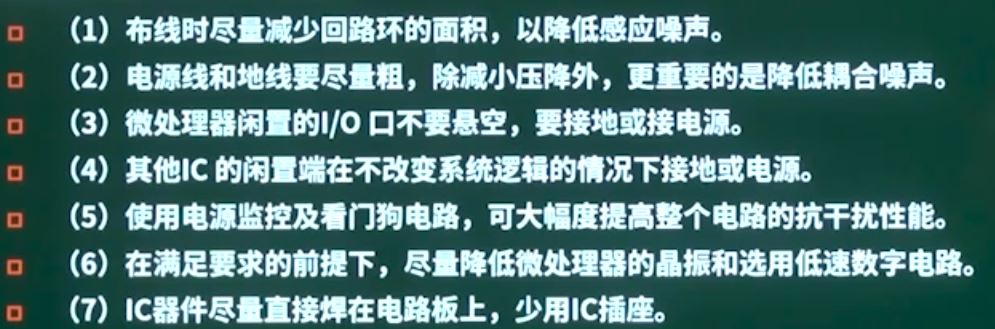 （1）布线时尽量减少回路环的面积，以降低感应噪声。
（2）电源线和地线要尽量粗，除减小压降外，更重要的是降低耦合噪声。
（3）微处理器闲置的I/O 口不要悬空，要接地或接电源。
（4）其他IC 的闲置端在不改变系统逻辑的情况下接地或电源。
（5）使用电源监控及看门狗电路，可大幅度提高整个电路的抗干扰性能。
（6）在满足要求的前提下，尽量降低微处理器的晶振和选用低速数字电路。
（7）IC器件尽量直接焊在电路板上，少用IC插座。